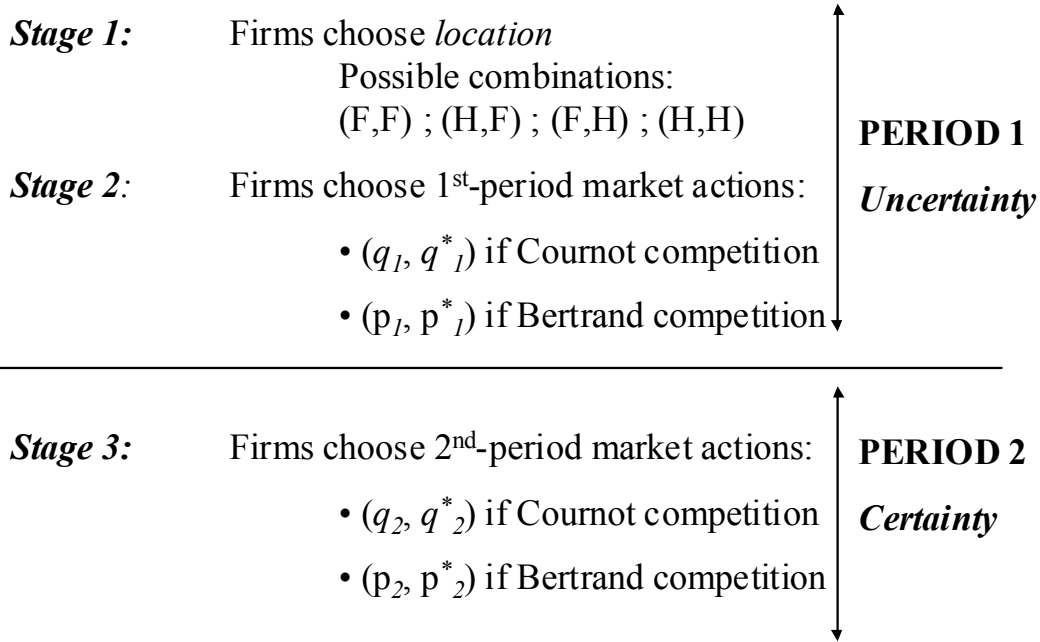 Stage 1: Firms choose location
Possible combinations:
(F,F) ; (H,F) ; (F,H) ; (H,H)
PERIOD 1
Stage 2: Firms choose 1st-period market actions:
Uncertainty
• (q1, q*1) if Cournot competition
• (p1, p*1) if Bertrand competition
Stage 3: Firms choose 2nd-period market actions:
PERIOD 2
• (q2, q*2) if Cournot competition
Certainty
• (p2, p*2) if Bertrand competition